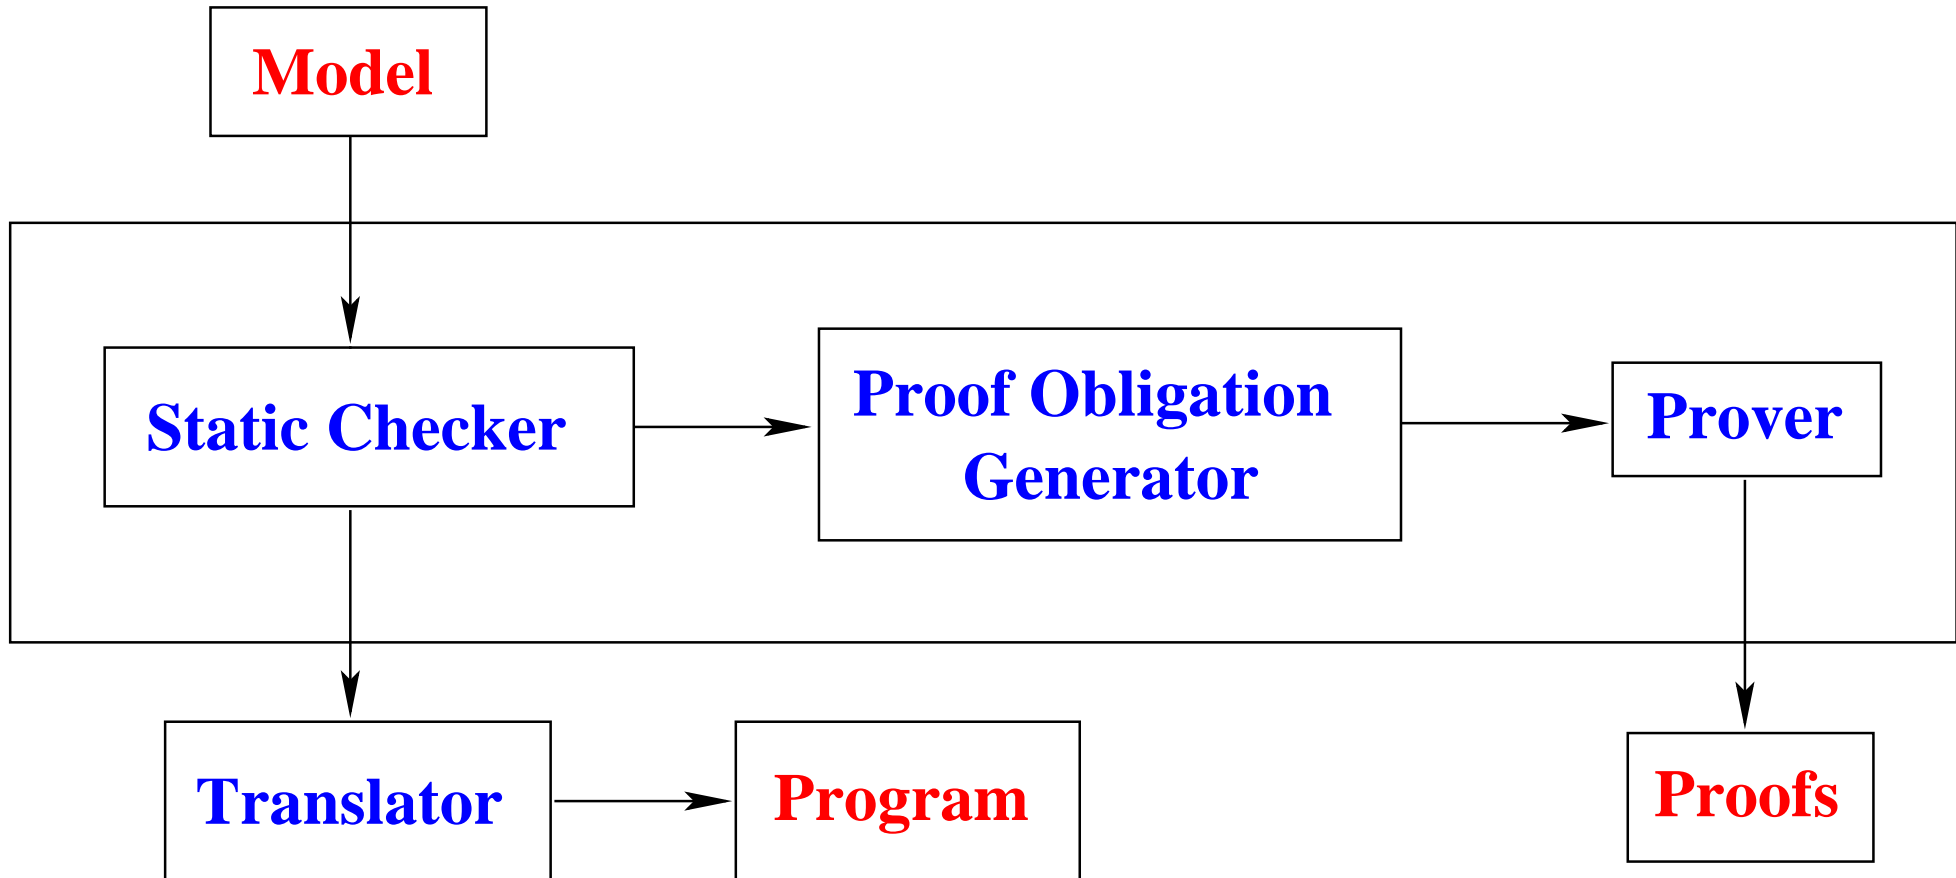 Model
Static Checker
Proof Obligation
Generator
Prover
Translator
Program
Proofs